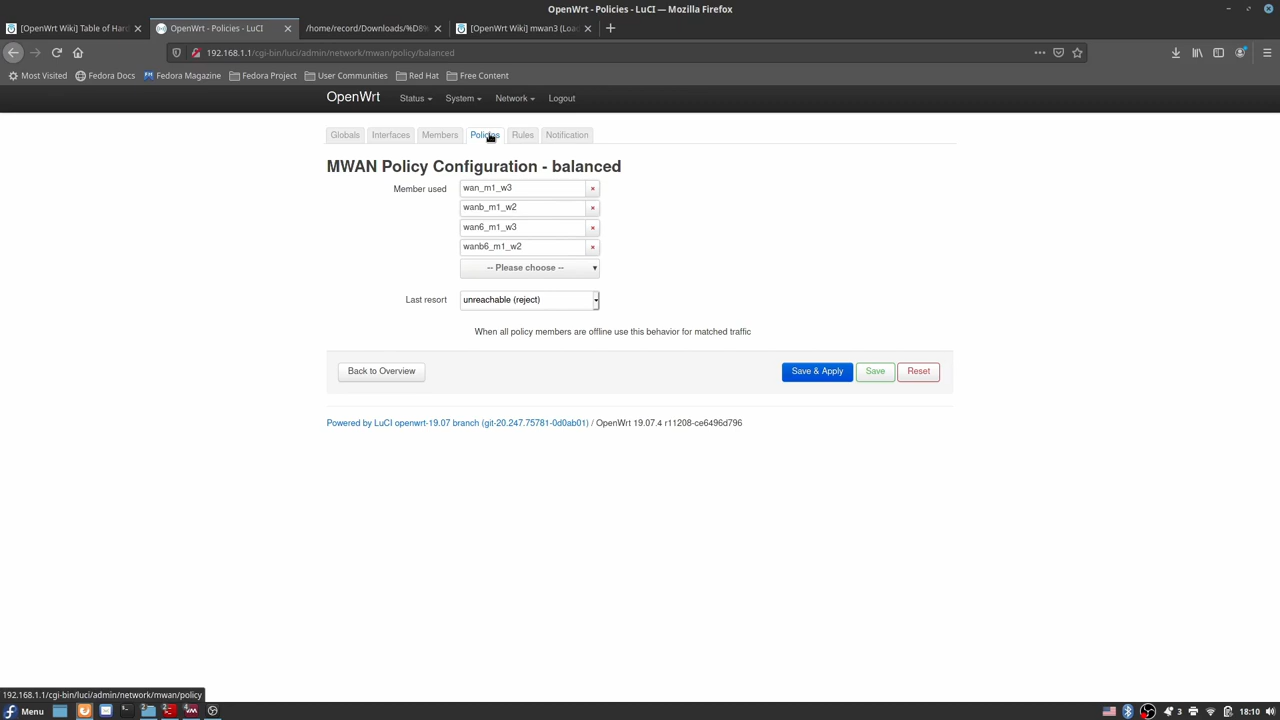 OpenWrt - Policies - LuCI — Mozilla Firefox
[OpenWrt Wiki] Table of Hard
OpenWrt - Policies - LuCI
/home/record/Downloads/%D8%
[OpenWrt Wiki] mwan3 (Loa
192.168.1.1/cgi-bin/luci/admin/network/mwan/policy/balanced
Most Visited
Fedora Docs
Fedora Magazine
Fedora Project
User Communities
Red Hat
Free Content
OpenWrt
Status
System
Network
Logout
Globals
Interfaces
Members
Policies
Rules
Notification
MWAN Policy Configuration - balanced
Member used
wan_m1_w3
wanb_m1_w2
wan6_m1_w3
wanb6_m1_w2
-- Please choose --
Last resort
unreachable (reject)
When all policy members are offline use this behavior for matched traffic
Back to Overview
Save & Apply
Save
Reset
Powered by LuCI openwrt-19.07 branch (git-20.247.75781-0d0ab01) / OpenWrt 19.07.4 r11208-ce6496d796
192.168.1.1/cgi-bin/luci/admin/network/mwan/policy
Menu
3
18:10